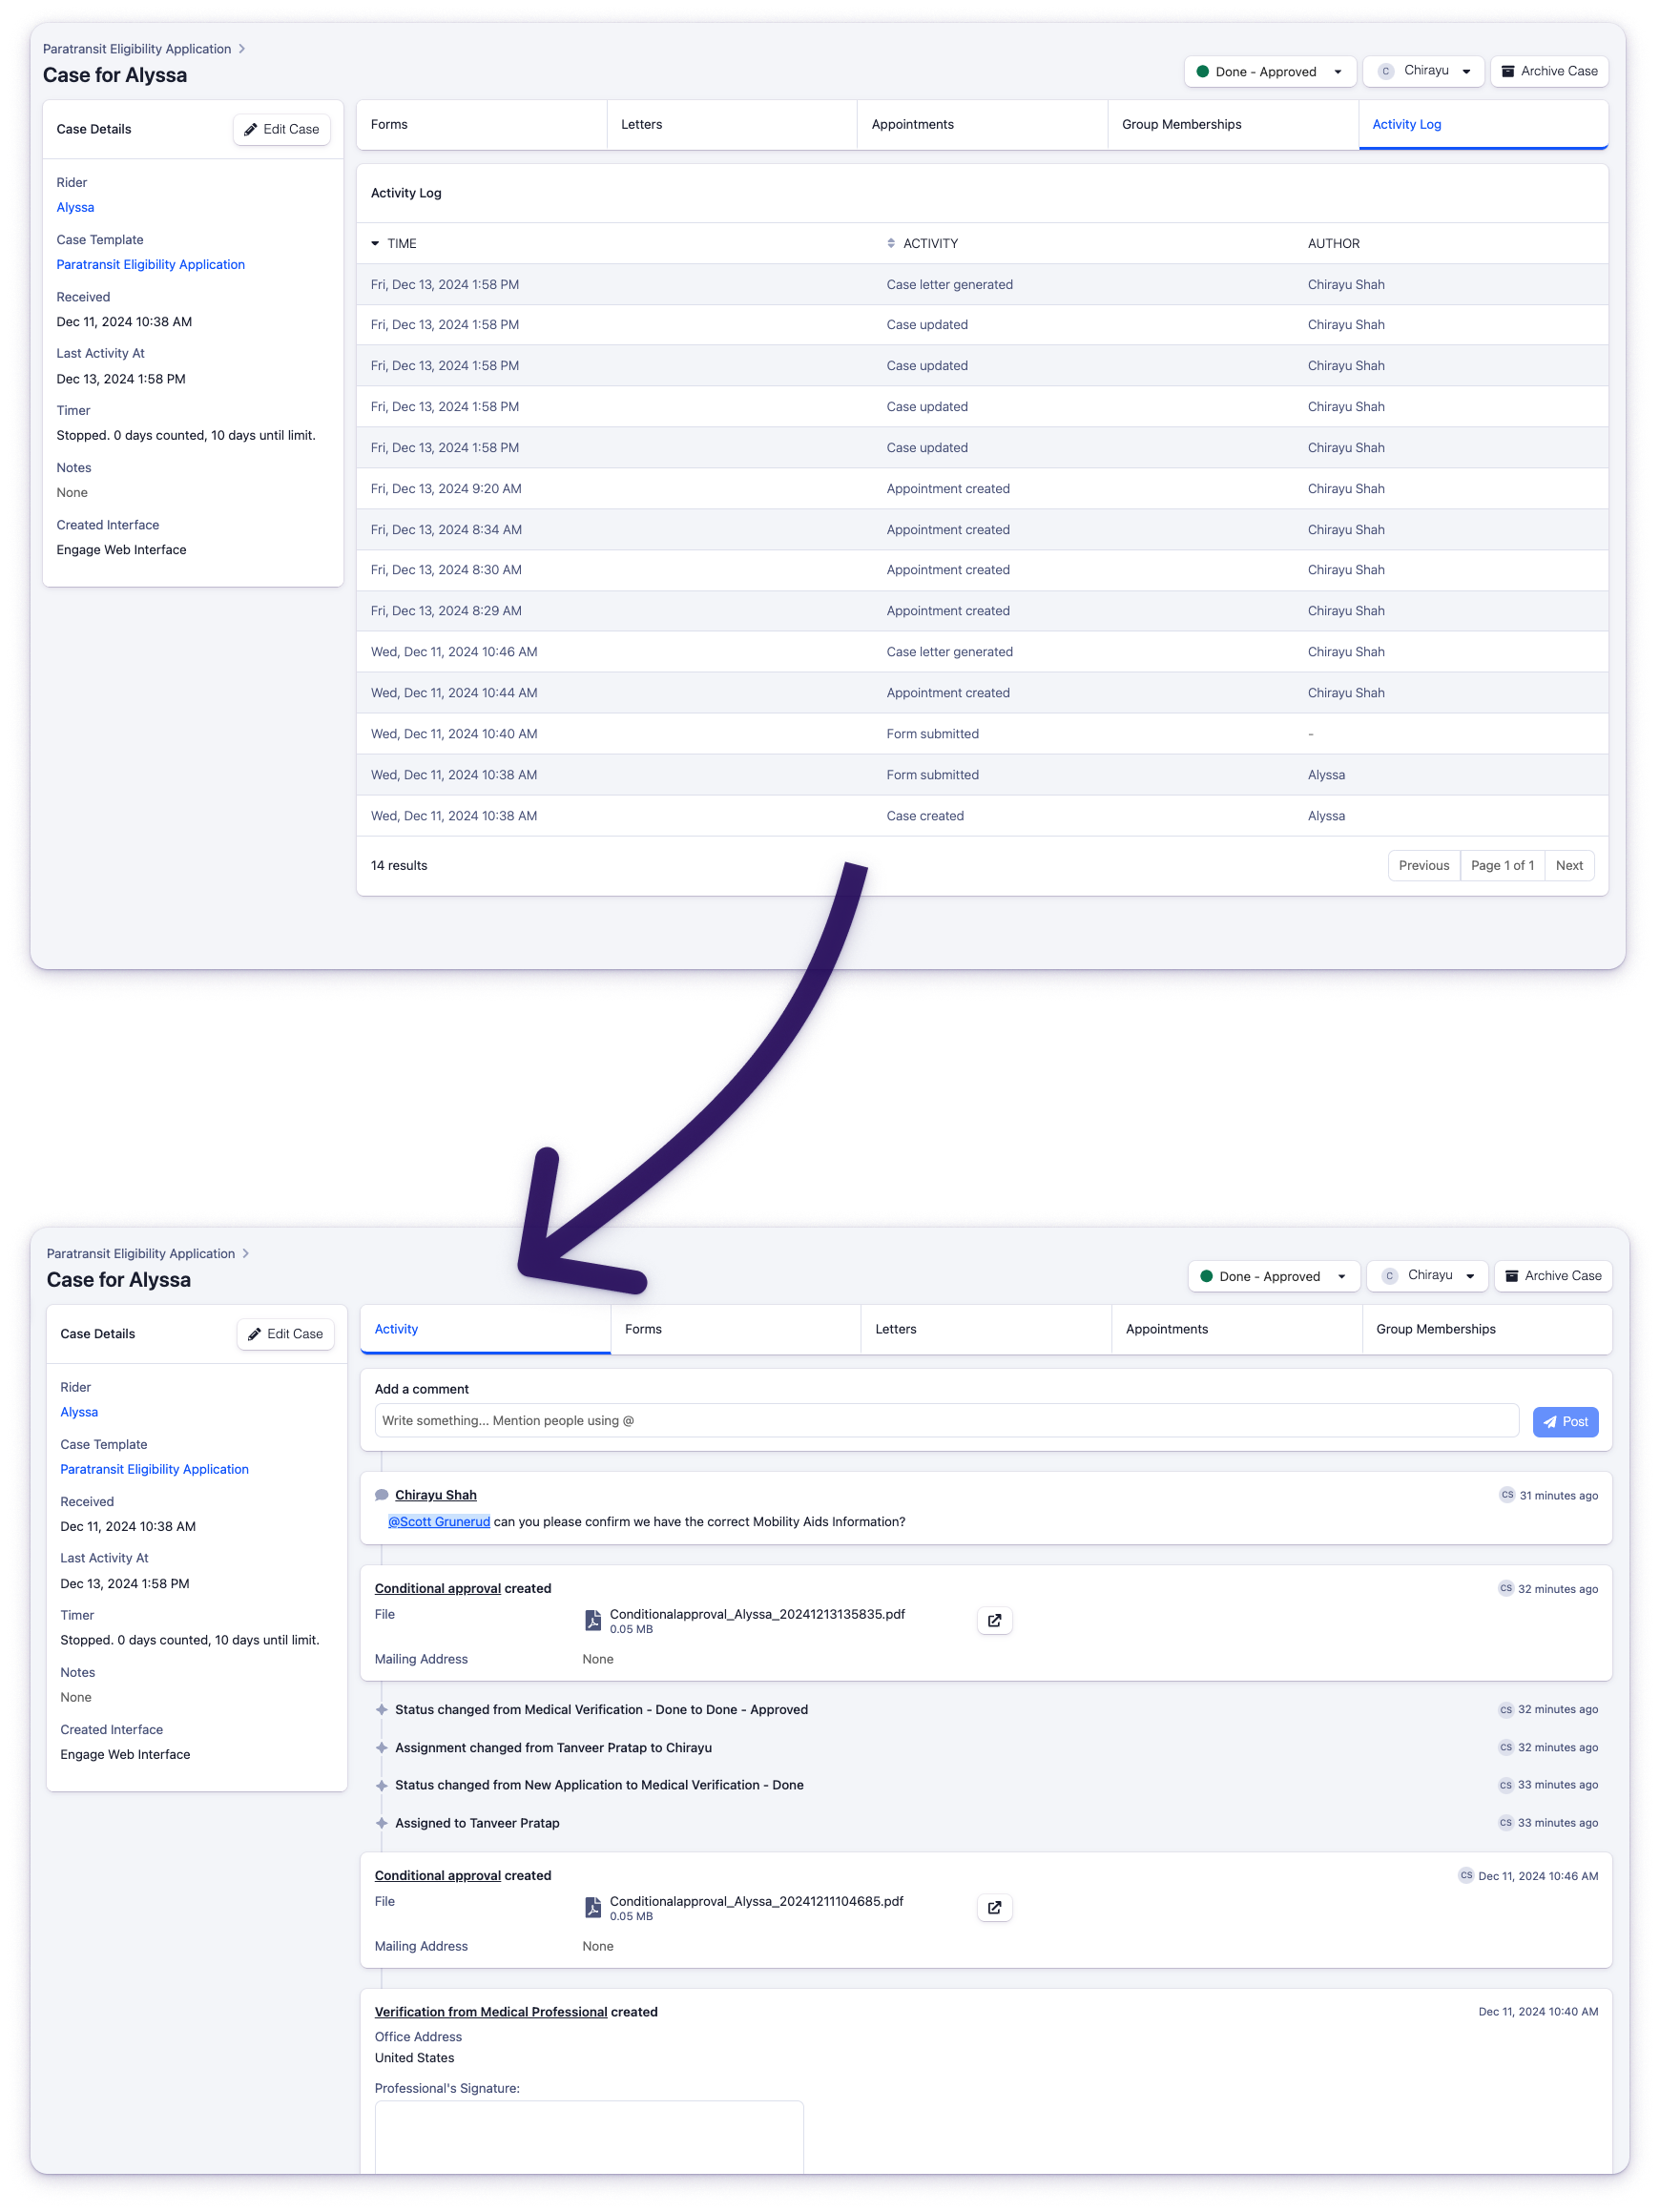 Paratransit Eligibility Application
Case for Alyssa
Done - Approved
C Chirayu
Archive Case
Case Details
Edit Case
Rider
Alyssa
Case Template
Paratransit Eligibility Application
Received
Dec 11, 2024 10:38 AM
Last Activity At
Dec 13, 2024 1:58 PM
Timer
Stopped. 0 days counted, 10 days until limit.
Notes
None
Created Interface
Engage Web Interface
Forms Letters Appointments Group Memberships Activity Log
Activity Log
TIME ACTIVITY AUTHOR
Fri, Dec 13, 2024 1:58 PM Case letter generated Chirayu Shah
Fri, Dec 13, 2024 1:58 PM Case updated Chirayu Shah
Fri, Dec 13, 2024 1:58 PM Case updated Chirayu Shah
Fri, Dec 13, 2024 1:58 PM Case updated Chirayu Shah
Fri, Dec 13, 2024 1:58 PM Case updated Chirayu Shah
Fri, Dec 13, 2024 9:20 AM Appointment created Chirayu Shah
Fri, Dec 13, 2024 8:34 AM Appointment created Chirayu Shah
Fri, Dec 13, 2024 8:30 AM Appointment created Chirayu Shah
Fri, Dec 13, 2024 8:29 AM Appointment created Chirayu Shah
Wed, Dec 11, 2024 10:46 AM Case letter generated Chirayu Shah
Wed, Dec 11, 2024 10:44 AM Appointment created Chirayu Shah
Wed, Dec 11, 2024 10:40 AM Form submitted -
Wed, Dec 11, 2024 10:38 AM Form submitted Alyssa
Wed, Dec 11, 2024 10:38 AM Case created Alyssa
14 results Previous Page 1 of 1 Next
Paratransit Eligibility Application
Case for Alyssa
Done - Approved
C Chirayu
Archive Case
Case Details
Edit Case
Rider
Alyssa
Case Template
Paratransit Eligibility Application
Received
Dec 11, 2024 10:38 AM
Last Activity At
Dec 13, 2024 1:58 PM
Timer
Stopped. 0 days counted, 10 days until limit.
Notes
None
Created Interface
Engage Web Interface
Activity Forms Letters Appointments Group Memberships
Add a comment
Write something... Mention people using @ Post
Chirayu Shah CS 31 minutes ago
@Scott Grunerud can you please confirm we have the correct Mobility Aids Information?
Conditional approval created CS 32 minutes ago
File Conditionalapproval_Alyssa_20241213135835.pdf
0.05 MB
Mailing Address None
Status changed from Medical Verification - Done to Done - Approved CS 32 minutes ago
Assignment changed from Tanveer Pratap to Chirayu CS 32 minutes ago
Status changed from New Application to Medical Verification - Done CS 33 minutes ago
Assigned to Tanveer Pratap CS 33 minutes ago
Conditional approval created CS Dec 11, 2024 10:46 AM
File Conditionalapproval_Alyssa_20241211104685.pdf
0.05 MB
Mailing Address None
Verification from Medical Professional created Dec 11, 2024 10:40 AM
Office Address
United States
Professional's Signature: